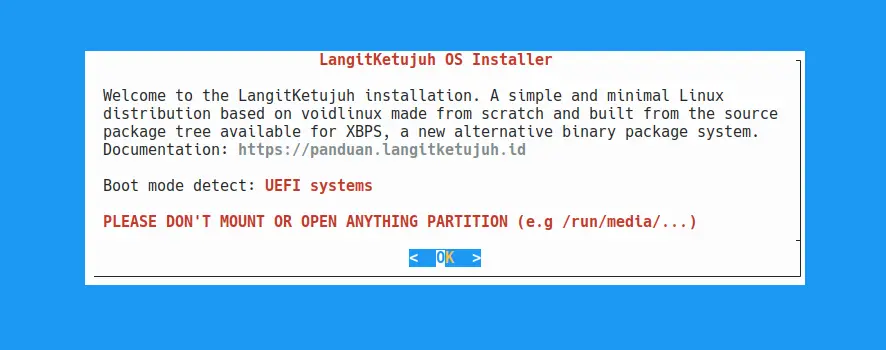 LangitKetujuh OS Installer
Welcome to the LangitKetujuh installation. A simple and minimal Linux
distribution based on voidlinux made from scratch and built from the source
package tree available for XBPS, a new alternative binary package system.
Documentation: https://panduan.langitketujuh.id
Boot mode detect: UEFI systems
PLEASE DON'T MOUNT OR OPEN ANYTHING PARTITION (e.g /run/media/...)
< OK >